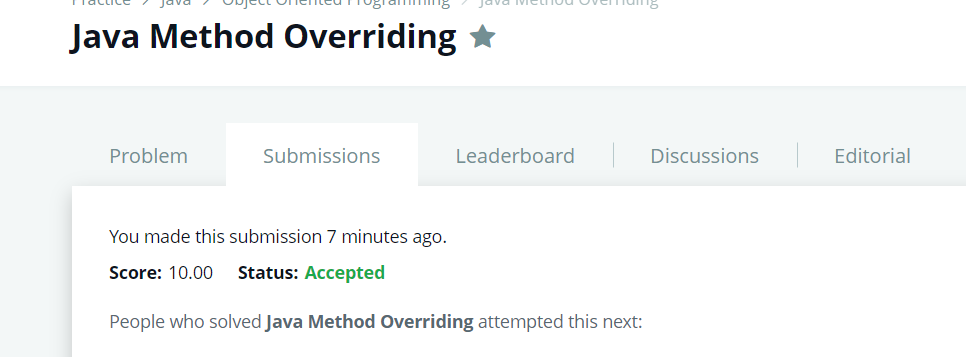 Practice > Java > Object Oriented Programming > Java Method Overriding
Java Method Overriding
Problem Submissions Leaderboard Discussions Editorial
You made this submission 7 minutes ago.
Score: 10.00 Status: Accepted
People who solved Java Method Overriding attempted this next: